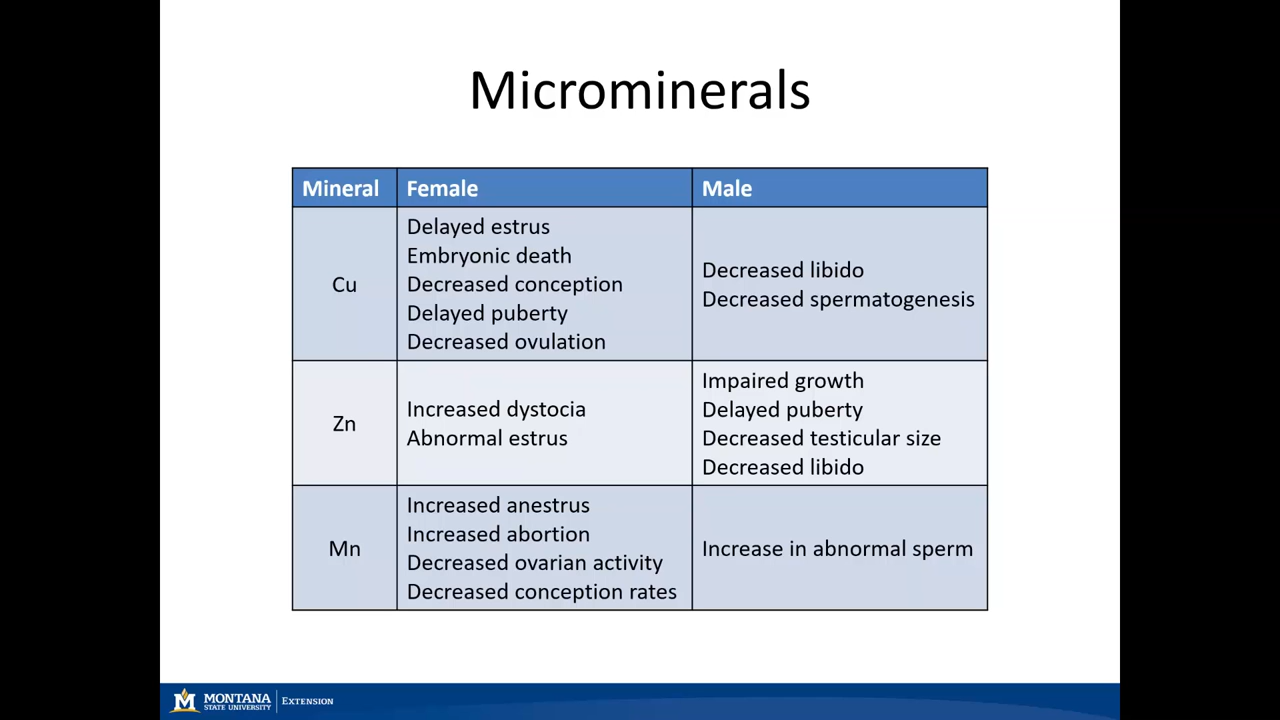 Microminerals
Mineral Female Male
Cu
Delayed estrus
Embryonic death
Decreased conception
Delayed puberty
Decreased ovulation
Decreased libido
Decreased spermatogenesis
Zn
Increased dystocia
Abnormal estrus
Impaired growth
Delayed puberty
Decreased testicular size
Decreased libido
Mn
Increased anestrus
Increased abortion
Decreased ovarian activity
Decreased conception rates
Increase in abnormal sperm
M MONTANA
STATE UNIVERSITY
EXTENSION